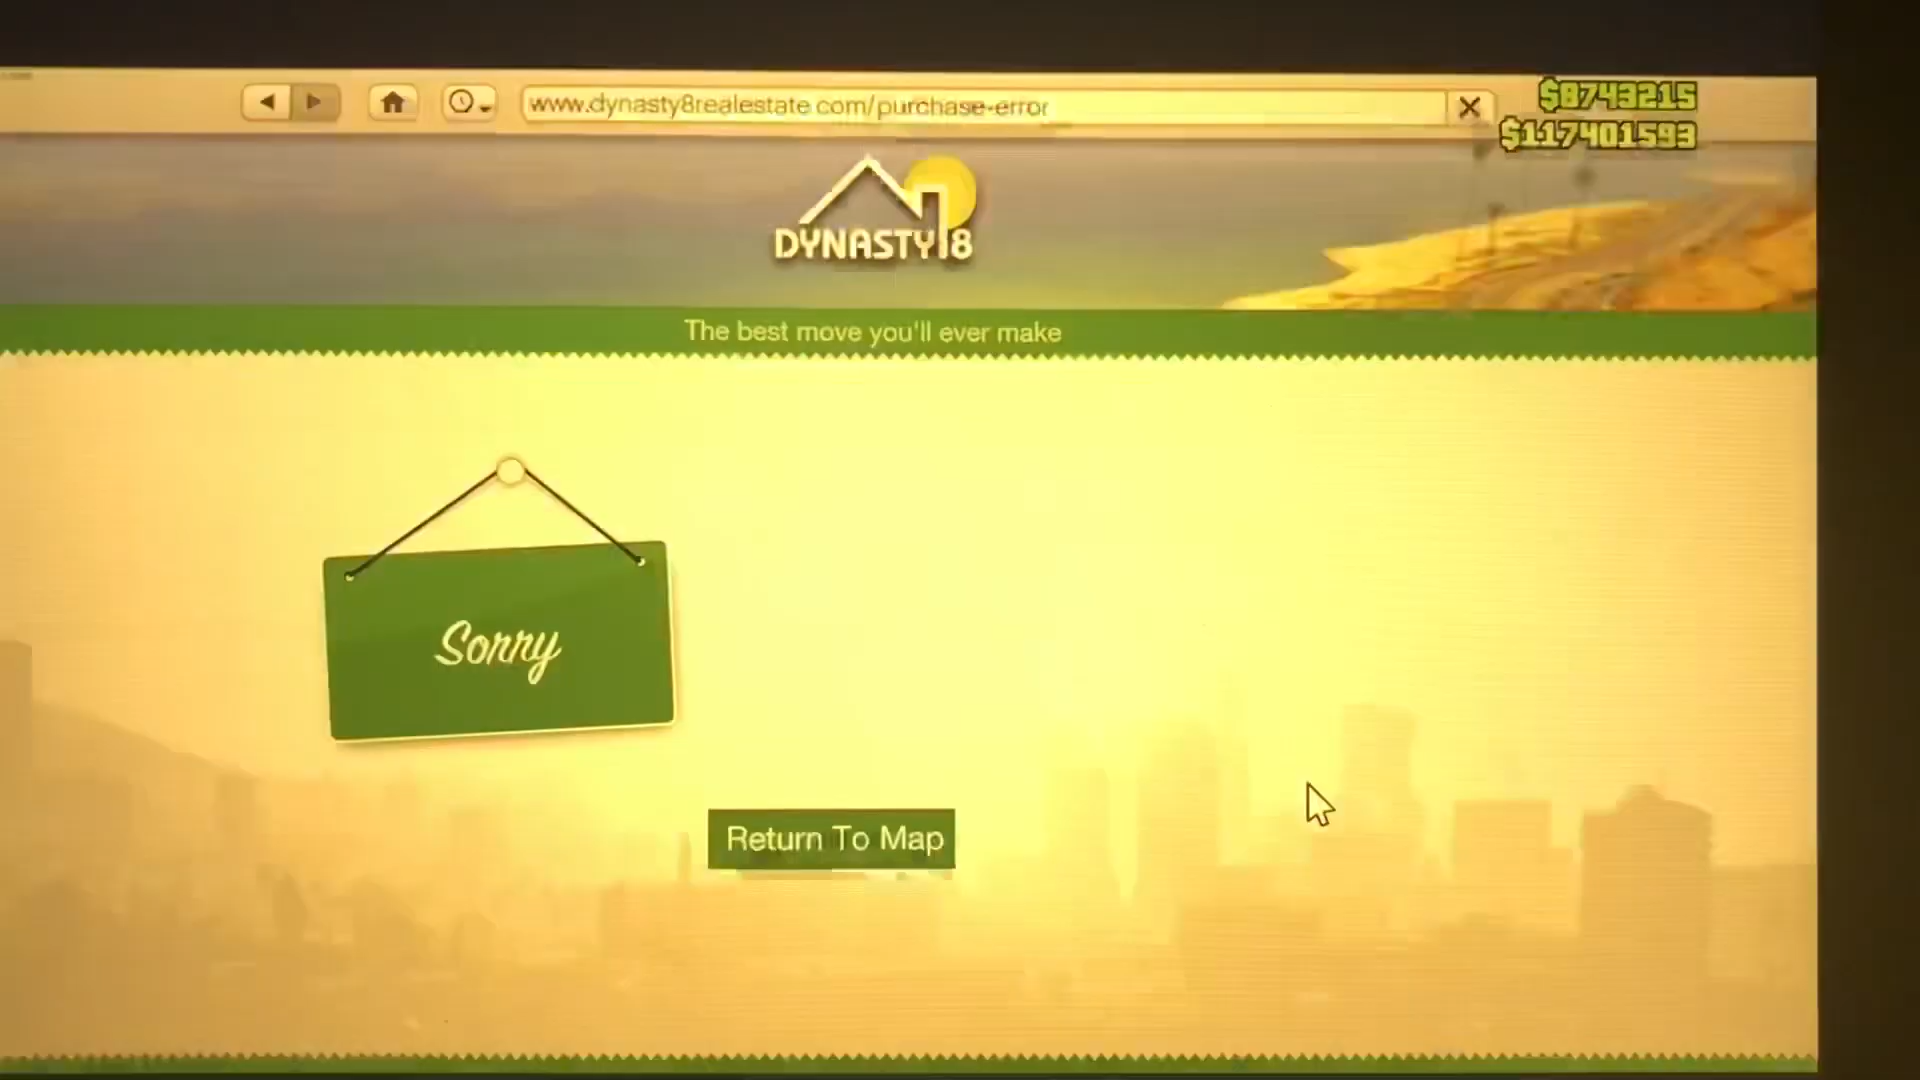 www.dynasty8realestate.com/purchase-error
$8743215
$117401593
DYNASTY 8
The best move you'll ever make
Sorry
Return To Map